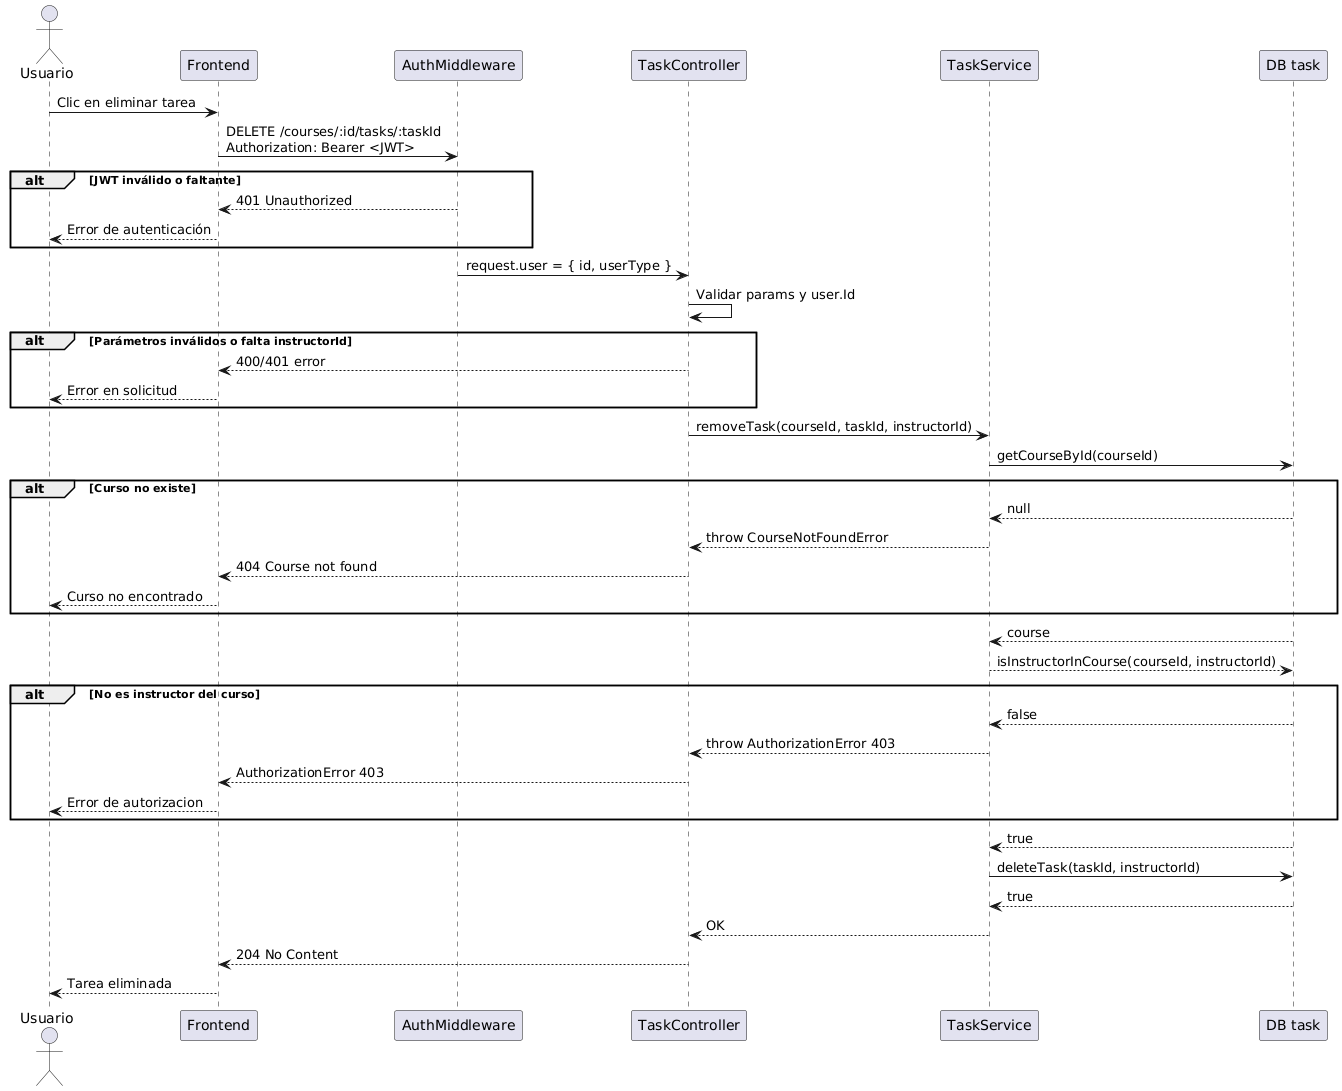 Usuario
Frontend
AuthMiddleware
TaskController
TaskService
DB task
Clic en eliminar tarea
DELETE /courses/:id/tasks/:taskId
Authorization: Bearer <JWT>
alt
[JWT inválido o faltante]
401 Unauthorized
Error de autenticación
request.user = { id, userType }
Validar params y user.Id
alt
[Parámetros inválidos o falta instructorId]
400/401 error
Error en solicitud
removeTask(courseId, taskId, instructorId)
getCourseById(courseId)
alt
[Curso no existe]
null
throw CourseNotFoundError
404 Course not found
Curso no encontrado
course
isInstructorInCourse(courseId, instructorId)
alt
[No es instructor del curso]
false
throw AuthorizationError 403
AuthorizationError 403
Error de autorizacion
true
deleteTask(taskId, instructorId)
true
OK
204 No Content
Tarea eliminada
Usuario
Frontend
AuthMiddleware
TaskController
TaskService
DB task